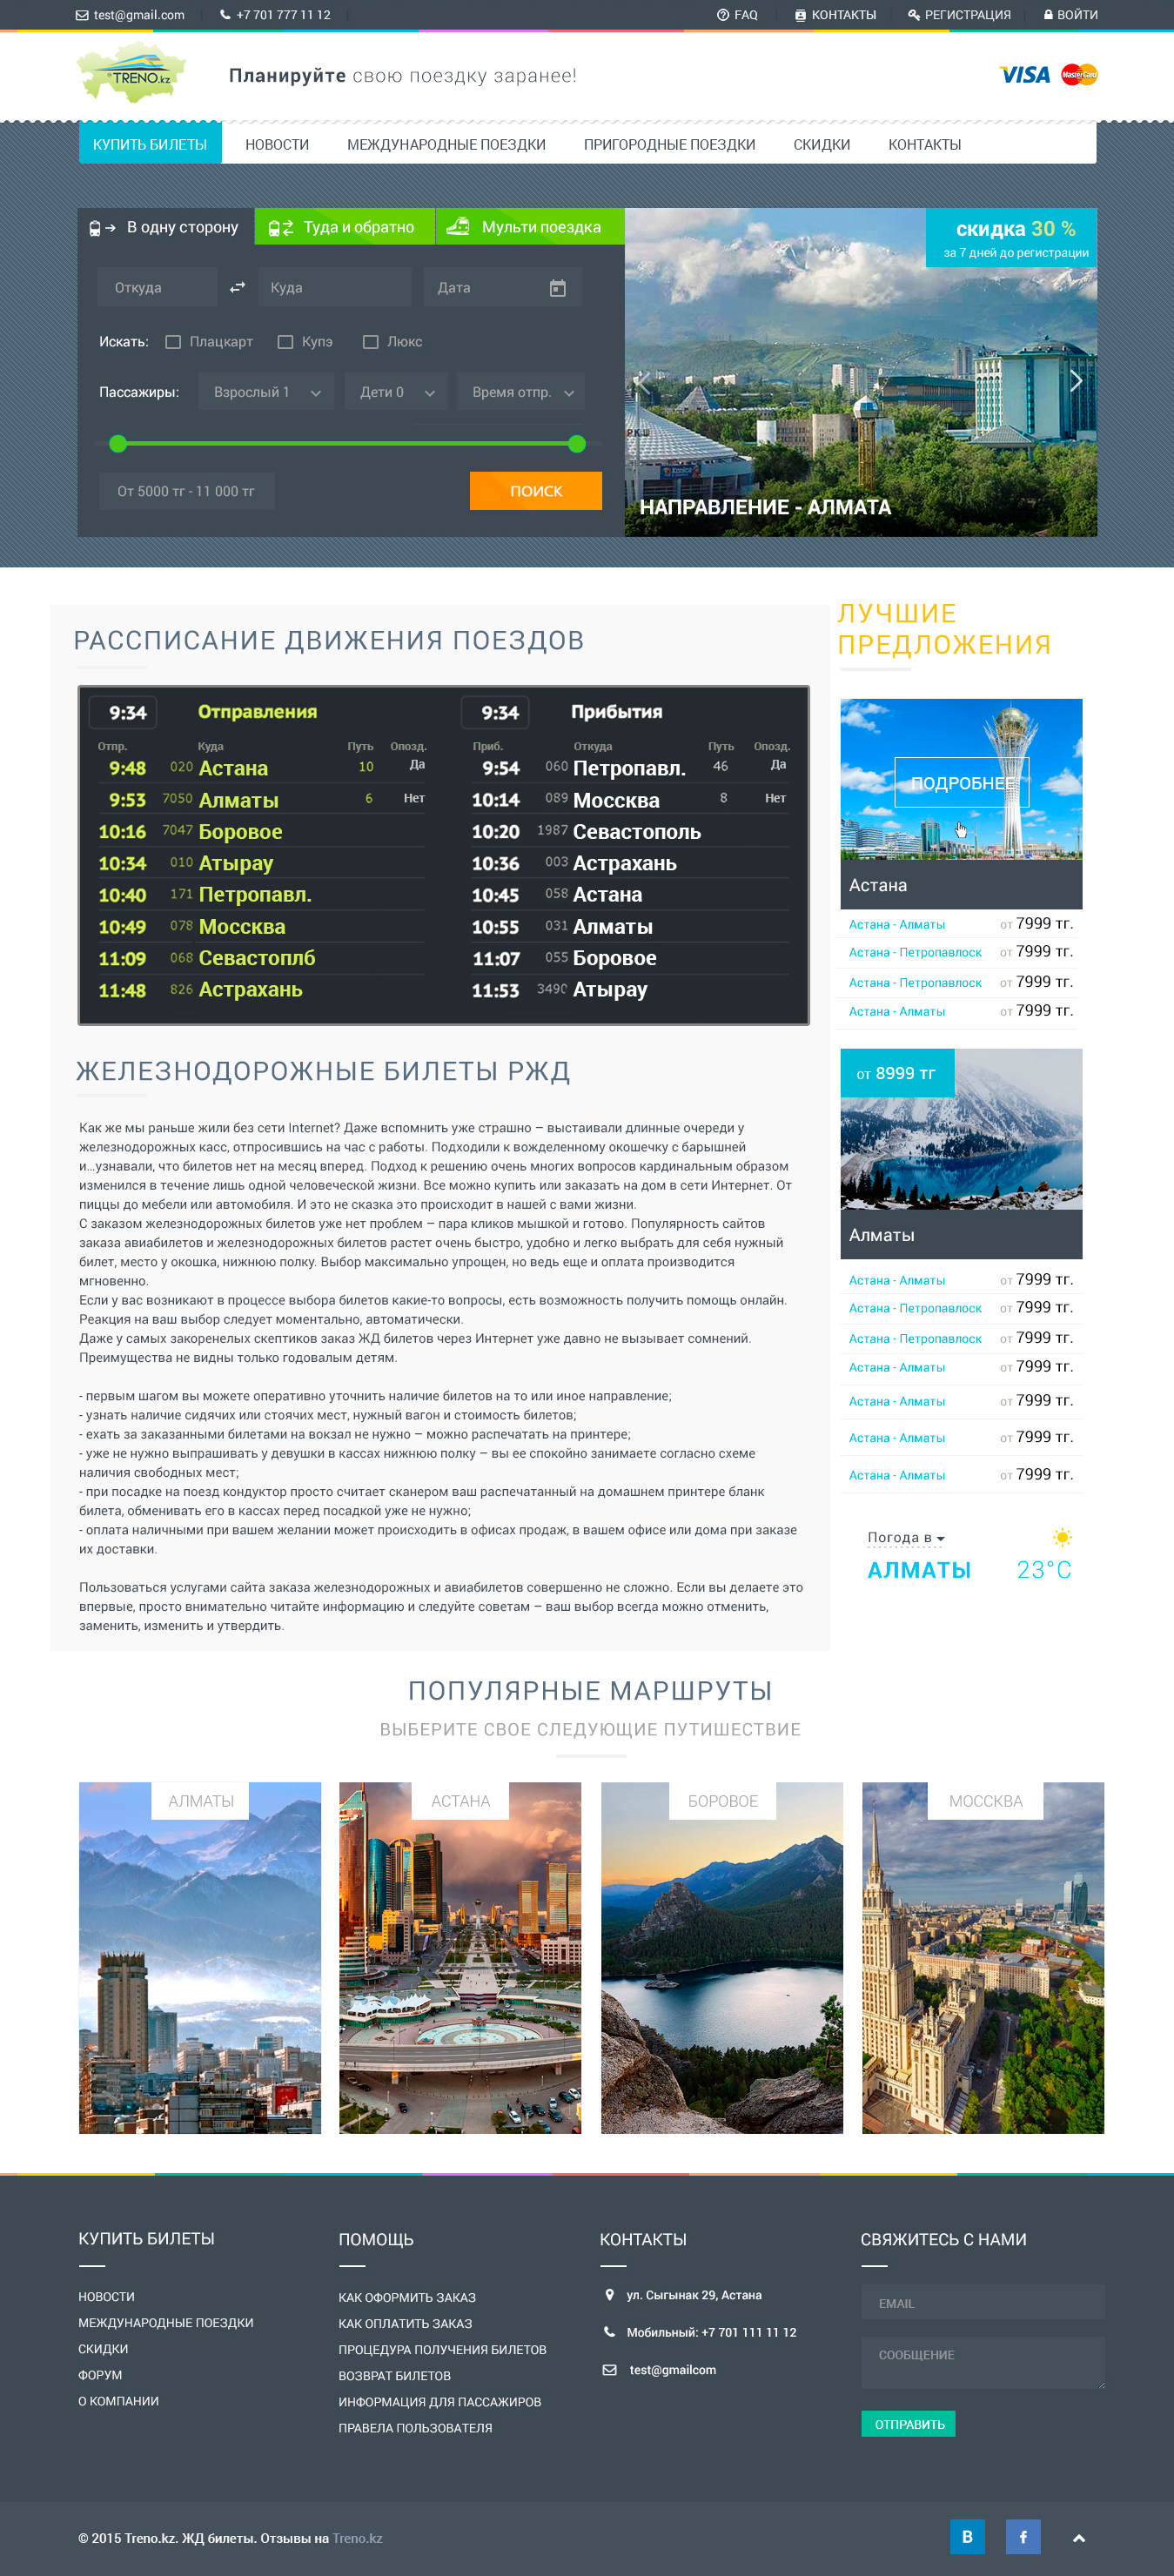 test@gmail.com +7 701 777 11 12 FAQ КОНТАКТЫ РЕГИСТРАЦИЯ ВОЙТИ
TRENO.kz
Планируйте свою поездку заранее!
VISA MasterCard
КУПИТЬ БИЛЕТЫ НОВОСТИ МЕЖДУНАРОДНЫЕ ПОЕЗДКИ ПРИГОРОДНЫЕ ПОЕЗДКИ СКИДКИ КОНТАКТЫ
В одну сторону Туда и обратно Мульти поездка
Откуда Куда Дата
Искать: Плацкарт Купэ Люкс
Пассажиры: Взрослый 1 Дети 0 Время отпр.
От 5000 тг - 11 000 тг ПОИСК
скидка 30 %
за 7 дней до регистрации
НАПРАВЛЕНИЕ - АЛМАТА
РАССПИСАНИЕ ДВИЖЕНИЯ ПОЕЗДОВ
9:34 Отправления 9:34 Прибытия
Отпр. Куда Путь Опозд. Приб. Откуда Путь Опозд.
9:48 020 Астана 10 Да 9:54 060 Петропавл. 46 Да
9:53 7050 Алматы 6 Нет 10:14 089 Моссква 8 Нет
10:16 7047 Боровое 10:20 1987 Севастополь
10:34 010 Атырау 10:36 003 Астрахань
10:40 171 Петропавл. 10:45 058 Астана
10:49 078 Моссква 10:55 031 Алматы
11:09 068 Севастоплб 11:07 055 Боровое
11:48 826 Астрахань 11:53 3490 Атырау
ЖЕЛЕЗНОДОРОЖНЫЕ БИЛЕТЫ РЖД
Как же мы раньше жили без сети Internet? Даже вспомнить уже страшно – выстаивали длинные очереди у
железнодорожных касс, отпросившись на час с работы. Подходили к вожделенному окошечку с барышней
и...узнавали, что билетов нет на месяц вперед. Подход к решению очень многих вопросов кардинальным образом
изменился в течение лишь одной человеческой жизни. Все можно купить или заказать на дом в сети Интернет. От
пиццы до мебели или автомобиля. И это не сказка это происходит в нашей с вами жизни.
С заказом железнодорожных билетов уже нет проблем – пара кликов мышкой и готово. Популярность сайтов
заказа авиабилетов и железнодорожных билетов растет очень быстро, удобно и легко выбрать для себя нужный
билет, место у окошка, нижнюю полку. Выбор максимально упрощен, но ведь еще и оплата производится
мгновенно.
Если у вас возникают в процессе выбора билетов какие-то вопросы, есть возможность получить помощь онлайн.
Реакция на ваш выбор следует моментально, автоматически.
Даже у самых закоренелых скептиков заказ ЖД билетов через Интернет уже давно не вызывает сомнений.
Преимущества не видны только годовалым детям.
- первым шагом вы можете оперативно уточнить наличие билетов на то или иное направление;
- узнать наличие сидячих или стоячих мест, нужный вагон и стоимость билетов;
- ехать за заказанными билетами на вокзал не нужно – можно распечатать на принтере;
- уже не нужно выпрашивать у девушки в кассах нижнюю полку – вы ее спокойно занимаете согласно схеме
наличия свободных мест;
- при посадке на поезд кондуктор просто считает сканером ваш распечатанный на домашнем принтере бланк
билета, обменивать его в кассах перед посадкой уже не нужно;
- оплата наличными при вашем желании может происходить в офисах продаж, в вашем офисе или дома при заказе
их доставки.
Пользоваться услугами сайта заказа железнодорожных и авиабилетов совершенно не сложно. Если вы делаете это
впервые, просто внимательно читайте информацию и следуйте советам – ваш выбор всегда можно отменить,
заменить, изменить и утвердить.
ЛУЧШИЕ
ПРЕДЛОЖЕНИЯ
ПОДРОБНЕЕ
Астана
Астана - Алматы от 7999 тг.
Астана - Петропавлоск от 7999 тг.
Астана - Петропавлоск от 7999 тг.
Астана - Алматы от 7999 тг.
от 8999 тг
Алматы
Астана - Алматы от 7999 тг.
Астана - Петропавлоск от 7999 тг.
Астана - Петропавлоск от 7999 тг.
Астана - Алматы от 7999 тг.
Астана - Алматы от 7999 тг.
Астана - Алматы от 7999 тг.
Астана - Алматы от 7999 тг.
Погода в
АЛМАТЫ 23°C
ПОПУЛЯРНЫЕ МАРШРУТЫ
ВЫБЕРИТЕ СВОЕ СЛЕДУЮЩИЕ ПУТИШЕСТВИЕ
АЛМАТЫ АСТАНА БОРОВОЕ МОССКВА
КУПИТЬ БИЛЕТЫ
НОВОСТИ
МЕЖДУНАРОДНЫЕ ПОЕЗДКИ
СКИДКИ
ФОРУМ
О КОМПАНИИ
ПОМОЩЬ
КАК ОФОРМИТЬ ЗАКАЗ
КАК ОПЛАТИТЬ ЗАКАЗ
ПРОЦЕДУРА ПОЛУЧЕНИЯ БИЛЕТОВ
ВОЗВРАТ БИЛЕТОВ
ИНФОРМАЦИЯ ДЛЯ ПАССАЖИРОВ
ПРАВЕЛА ПОЛЬЗОВАТЕЛЯ
КОНТАКТЫ
ул. Сыгынак 29, Астана
Мобильный: +7 701 111 11 12
test@gmailcom
СВЯЖИТЕСЬ С НАМИ
EMAIL
СООБЩЕНИЕ
ОТПРАВИТЬ
© 2015 Treno.kz. ЖД билеты. Отзывы на Treno.kz
B f